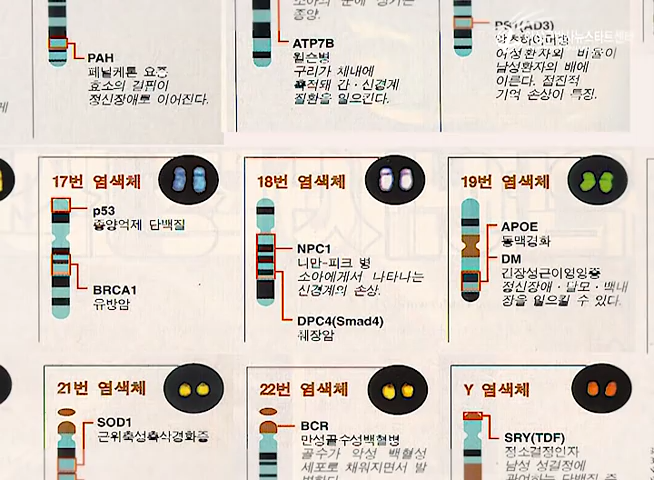 PAH
페닐케톤 요증
효소의 결핍이
정신장애로 이어진다.
ATP7B
윌슨병
구리가 체내에
축적돼 간·신경계
질환을 일으킨다.
PS1(AD3)
여성환자의 비율이
남성환자의 배에
이른다. 점진적
기억 손상이 특징.
17번 염색체
p53
종양억제 단백질
BRCA1
유방암
18번 염색체
NPC1
니만-피크 병
소아에게서 나타나는
신경계의 손상.
DPC4(Smad4)
췌장암
19번 염색체
APOE
동맥경화
DM
긴장성근이영양증
정신장애·탈모·백내
장을 일으킬 수 있다.
21번 염색체
SOD1
근위축성측삭경화증
22번 염색체
BCR
만성골수성백혈병
골수가 악성 백혈성
세포로 채워지면서 발
Y 염색체
SRY(TDF)
정소결정인자
남성 성결정에